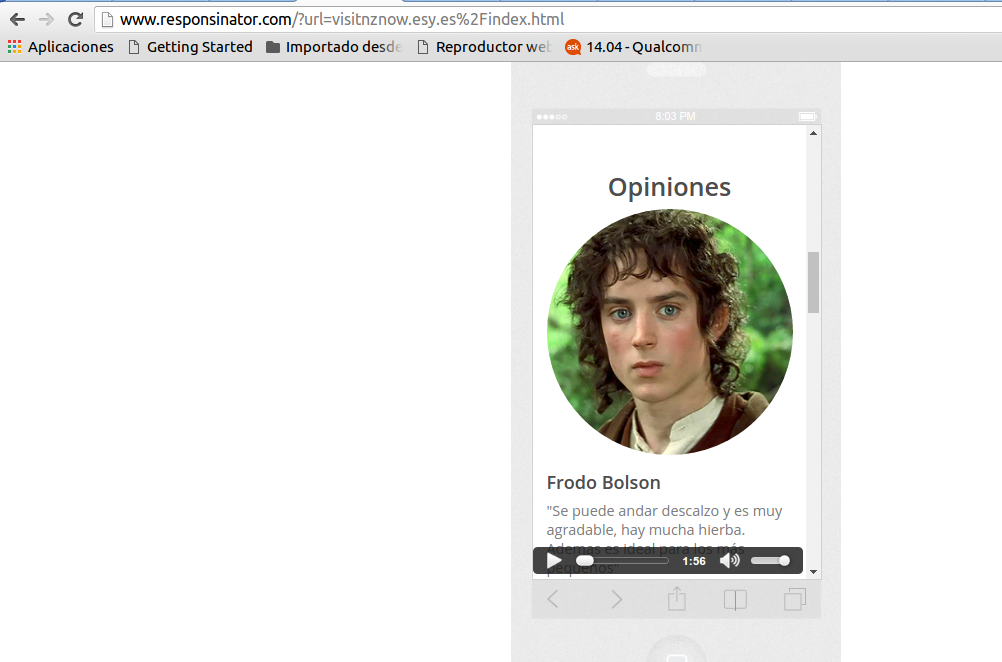 www.responsinator.com/?url=visitnznow.esy.es%2Findex.html
Aplicaciones Getting Started Importado desde Reproductor web ask 14.04 - Qualcomm
8:03 PM
Opiniones
Frodo Bolson
"Se puede andar descalzo y es muy
agradable, hay mucha hierba.
Ademas es ideal para los más
pequeños"
1:56